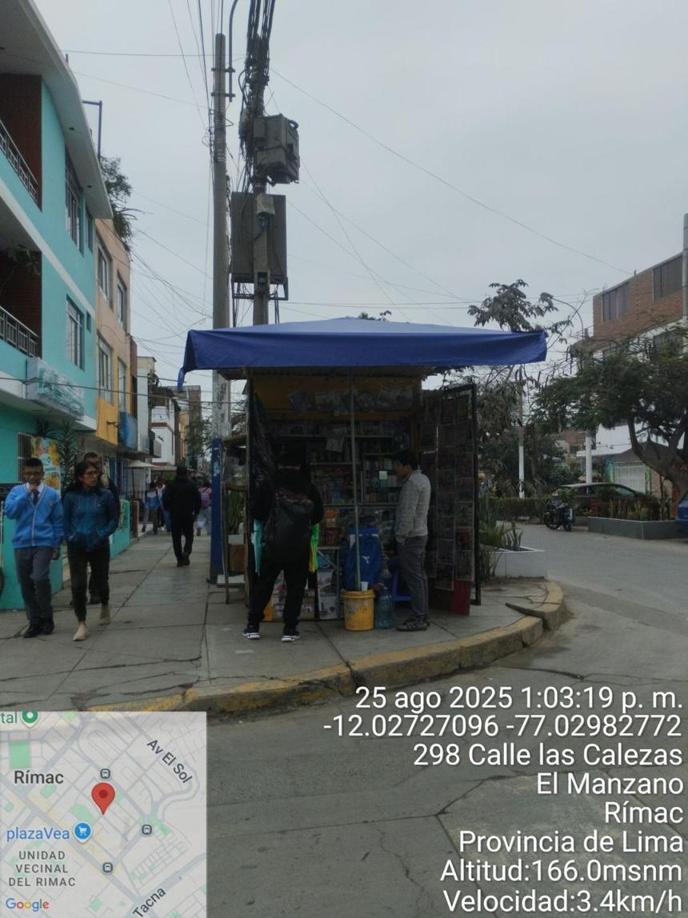 25 ago 2025 1:03:19 p. m.
-12.02727096 -77.02982772
298 Calle las Calezas
El Manzano
Rímac
Provincia de Lima
Altitud:166.0msnm
Velocidad:3.4km/h
tal
Av El Sol
Rímac
plazaVea
UNIDAD
VECINAL
DEL RIMAC
Tacna
Google